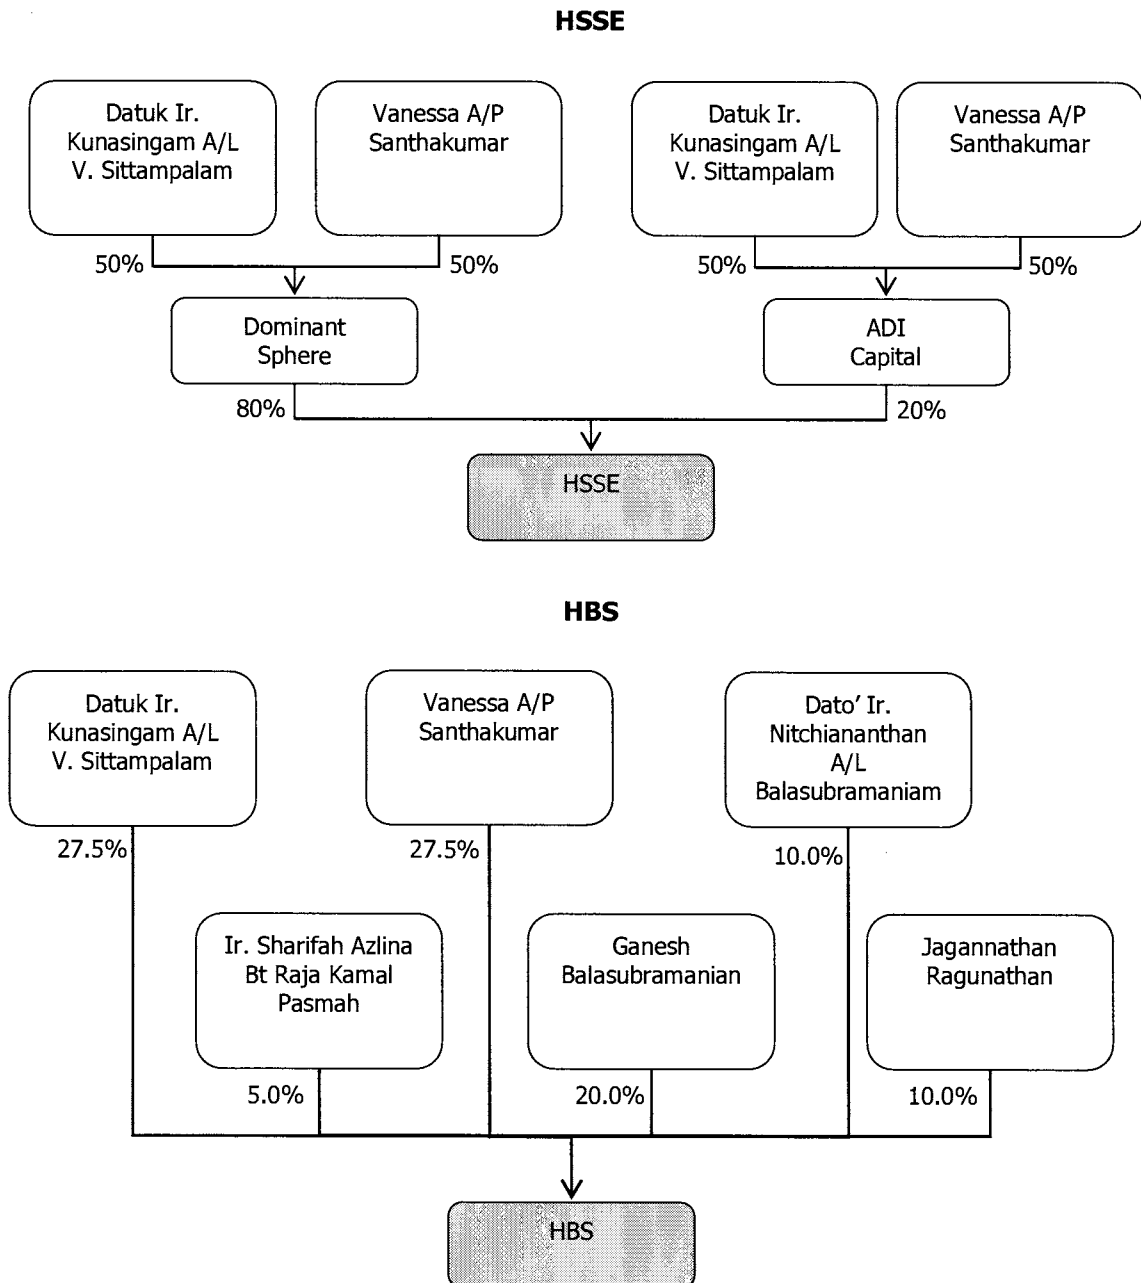 HSSE
Datuk Ir.
Kunasingam A/L
V. Sittampalam
Vanessa A/P
Santhakumar
Datuk Ir.
Kunasingam A/L
V. Sittampalam
Vanessa A/P
Santhakumar
50%
50%
50%
50%
Dominant
Sphere
ADI
Capital
80%
20%
HSSE
HBS
Datuk Ir.
Kunasingam A/L
V. Sittampalam
Vanessa A/P
Santhakumar
Dato' Ir.
Nitchiananthan
A/L
Balasubramaniam
27.5%
27.5%
10.0%
Ir. Sharifah Azlina
Bt Raja Kamal
Pasmah
Ganesh
Balasubramanian
Jagannathan
Ragunathan
5.0%
20.0%
10.0%
HBS